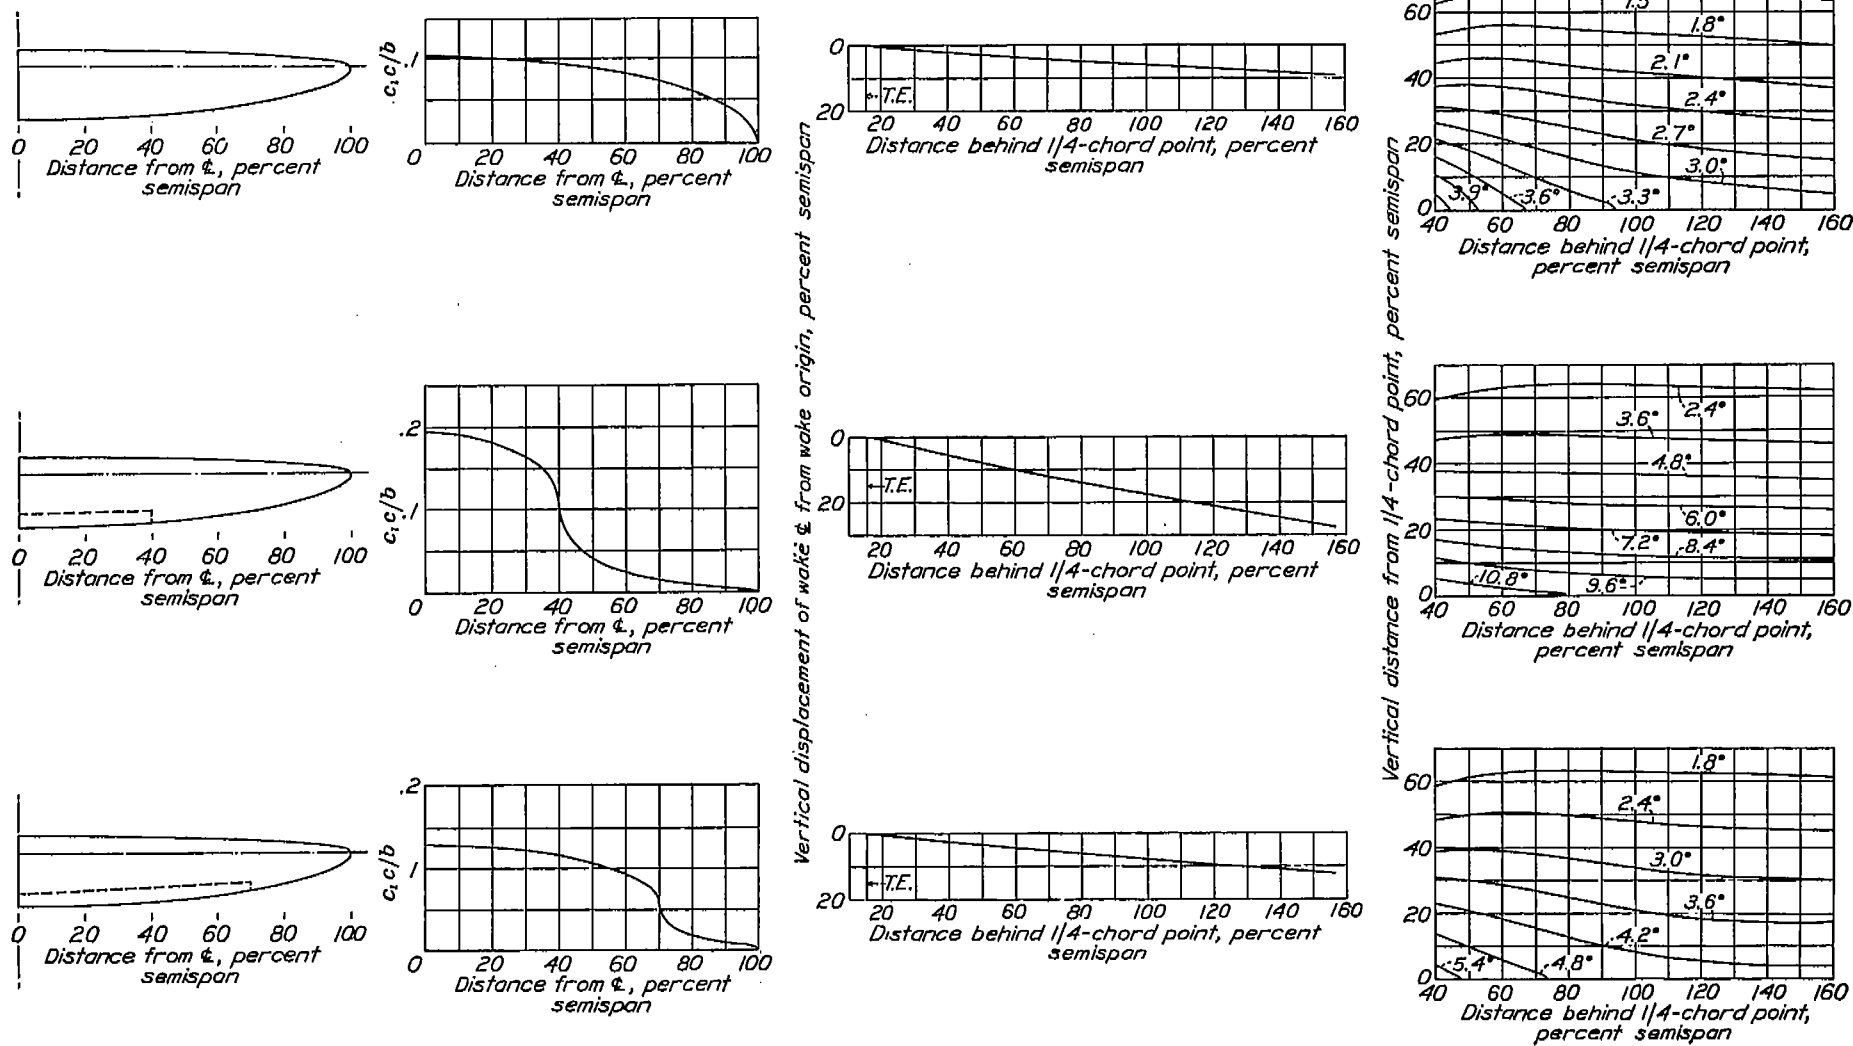 0 20 40 60 80 100
Distance from ℄, percent
semispan
c₁c/b
.1
0 20 40 60 80 100
Distance from ℄, percent
semispan
0
20
T.E.
20 40 60 80 100 120 140 160
Distance behind 1/4-chord point, percent
semispan
60
40
20
0
1.8°
2.1°
2.4°
2.7°
3.0°
3.9°
3.6°
3.3°
40 60 80 100 120 140 160
Distance behind 1/4-chord point,
percent semispan
Vertical displacement of wake ℄ from wake origin, percent semispan
Vertical distance from 1/4-chord point, percent semispan
0 20 40 60 80 100
Distance from ℄, percent
semispan
c₁c/b
.2
.1
0 20 40 60 80 100
Distance from ℄, percent
semispan
0
20
T.E.
20 40 60 80 100 120 140 160
Distance behind 1/4-chord point, percent
semispan
60
40
20
0
2.4°
3.6°
4.8°
6.0°
7.2°
8.4°
10.8°
9.6°
40 60 80 100 120 140 160
Distance behind 1/4-chord point,
percent semispan
0 20 40 60 80 100
Distance from ℄, percent
semispan
c₁c/b
.2
.1
0 20 40 60 80 100
Distance from ℄, percent
semispan
0
20
T.E.
20 40 60 80 100 120 140 160
Distance behind 1/4-chord point, percent
semispan
60
40
20
0
1.8°
2.4°
3.0°
3.6°
4.2°
5.4°
4.8°
40 60 80 100 120 140 160
Distance behind 1/4-chord point,
percent semispan